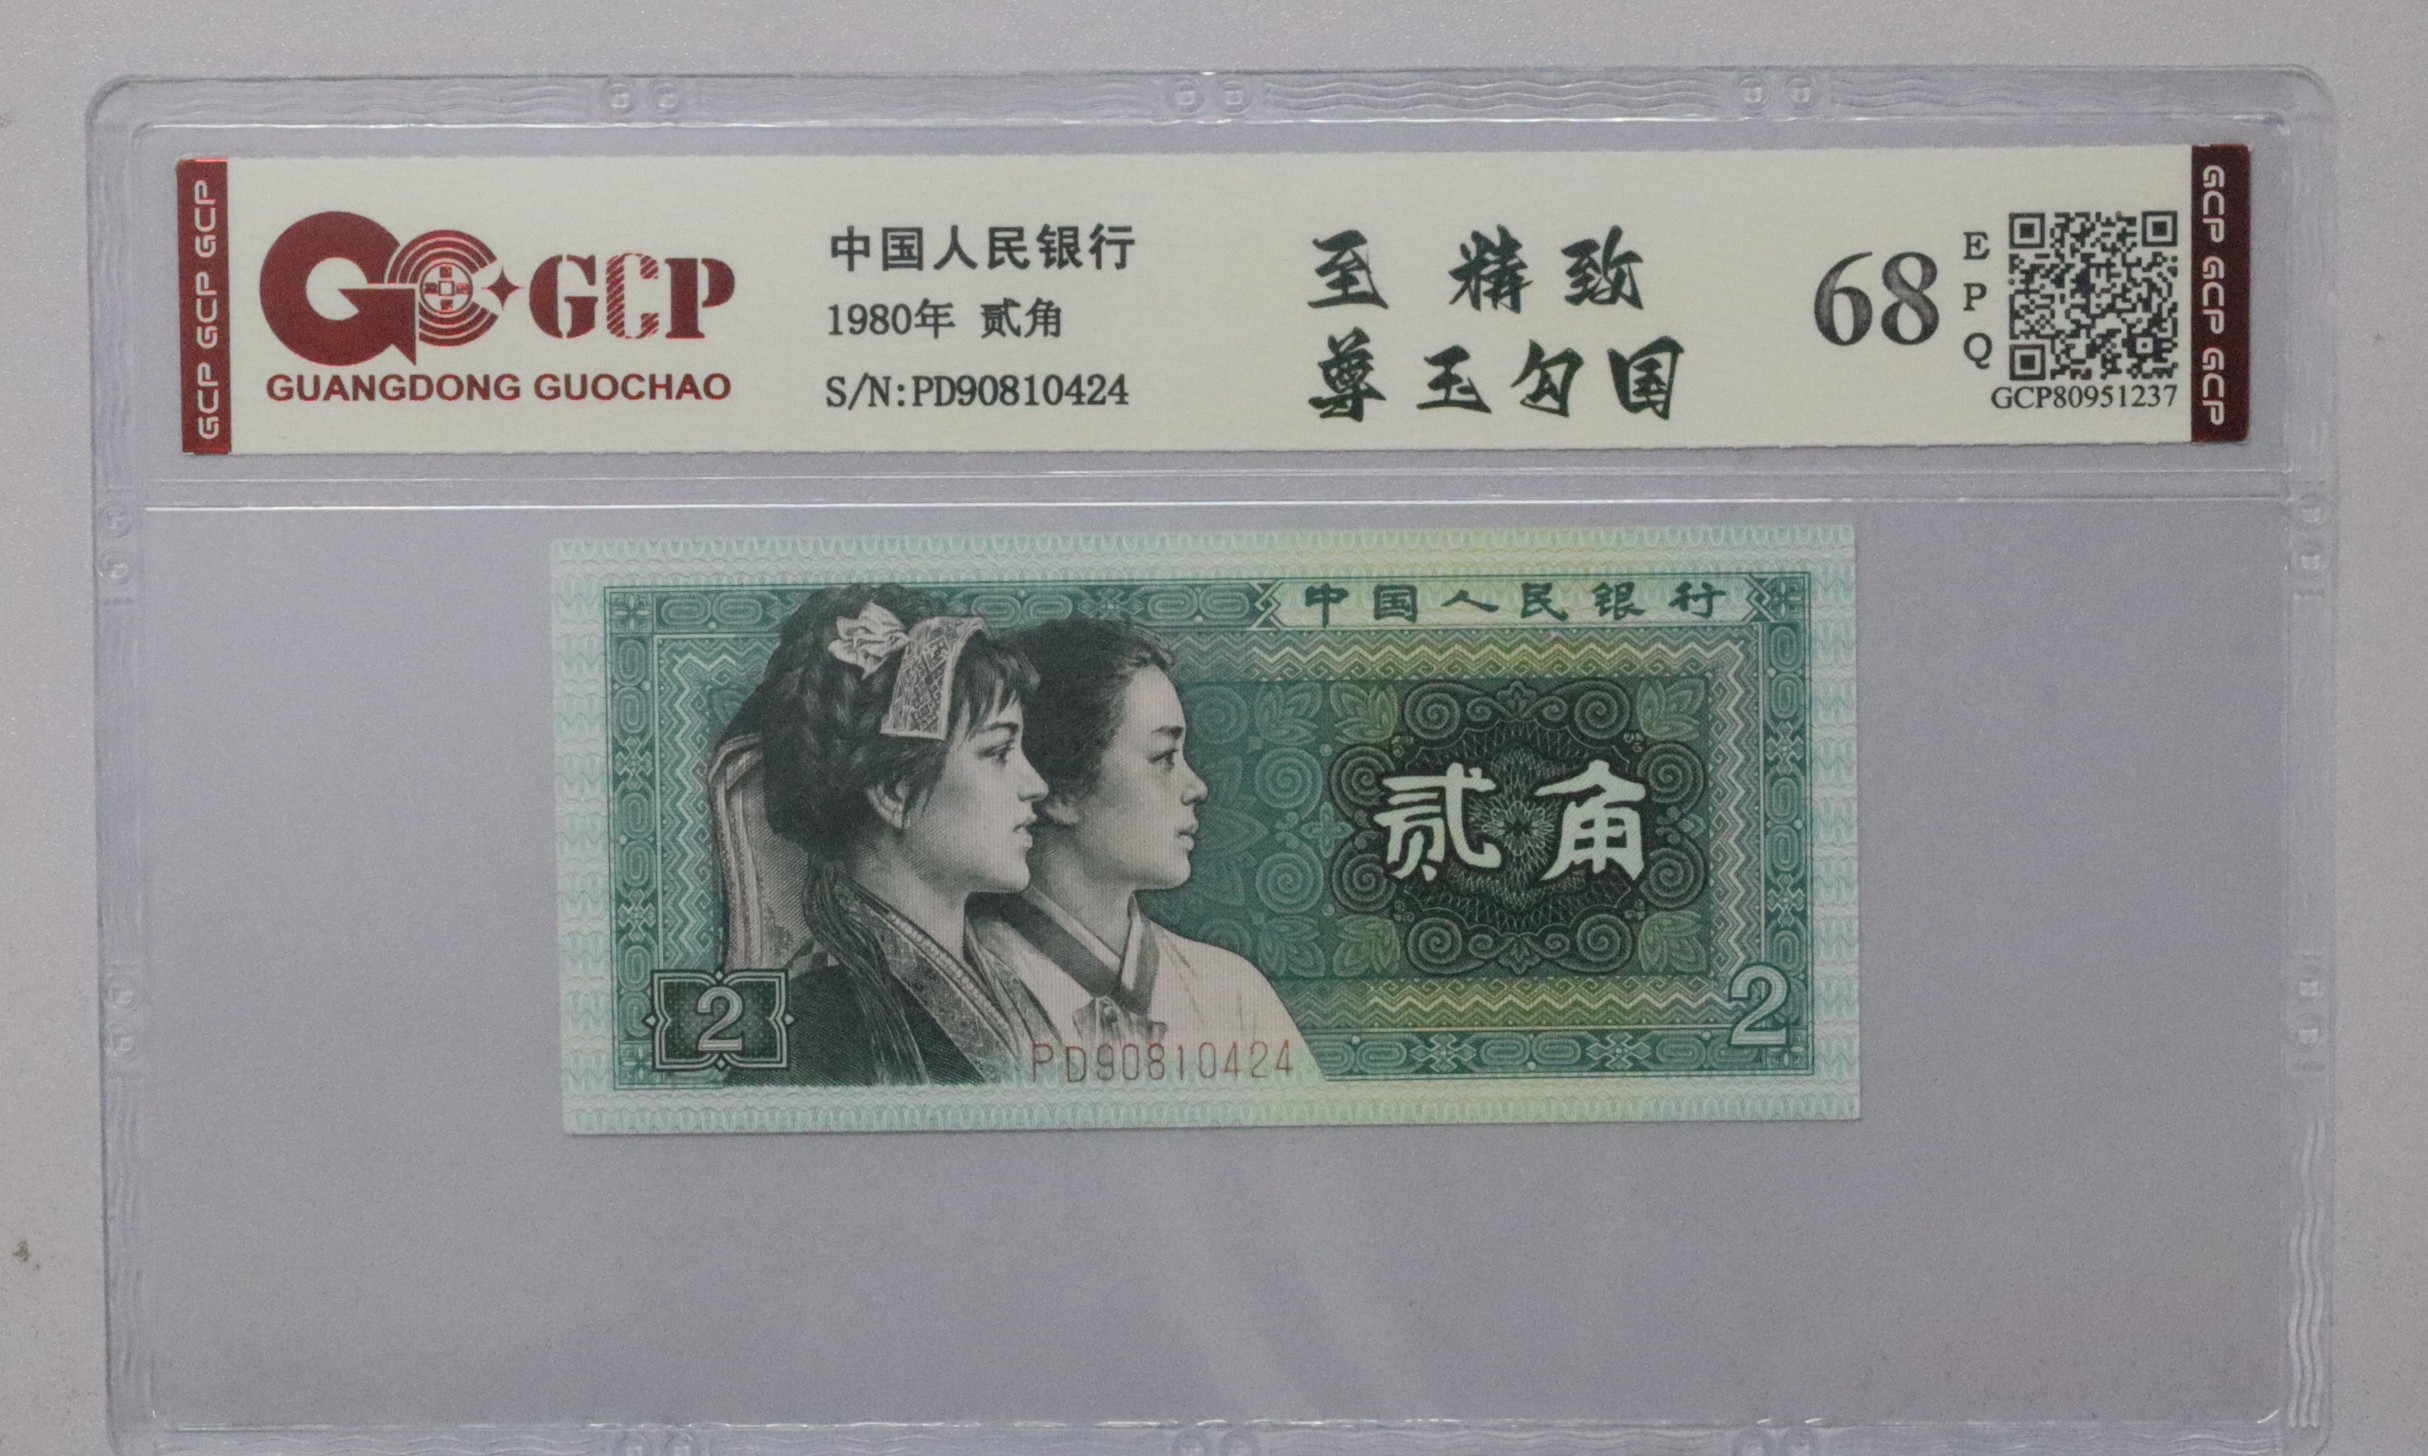 GCP GCP GCP
GCP
GUANGDONG GUOCHAO
中国人民银行
1980年 贰角
S/N:PD90810424
至 精 致
尊 玉 勾 国
68
EPQ
GCP80951237
GCP GCP GCP
中国人民银行
贰角
2
2
PD90810424